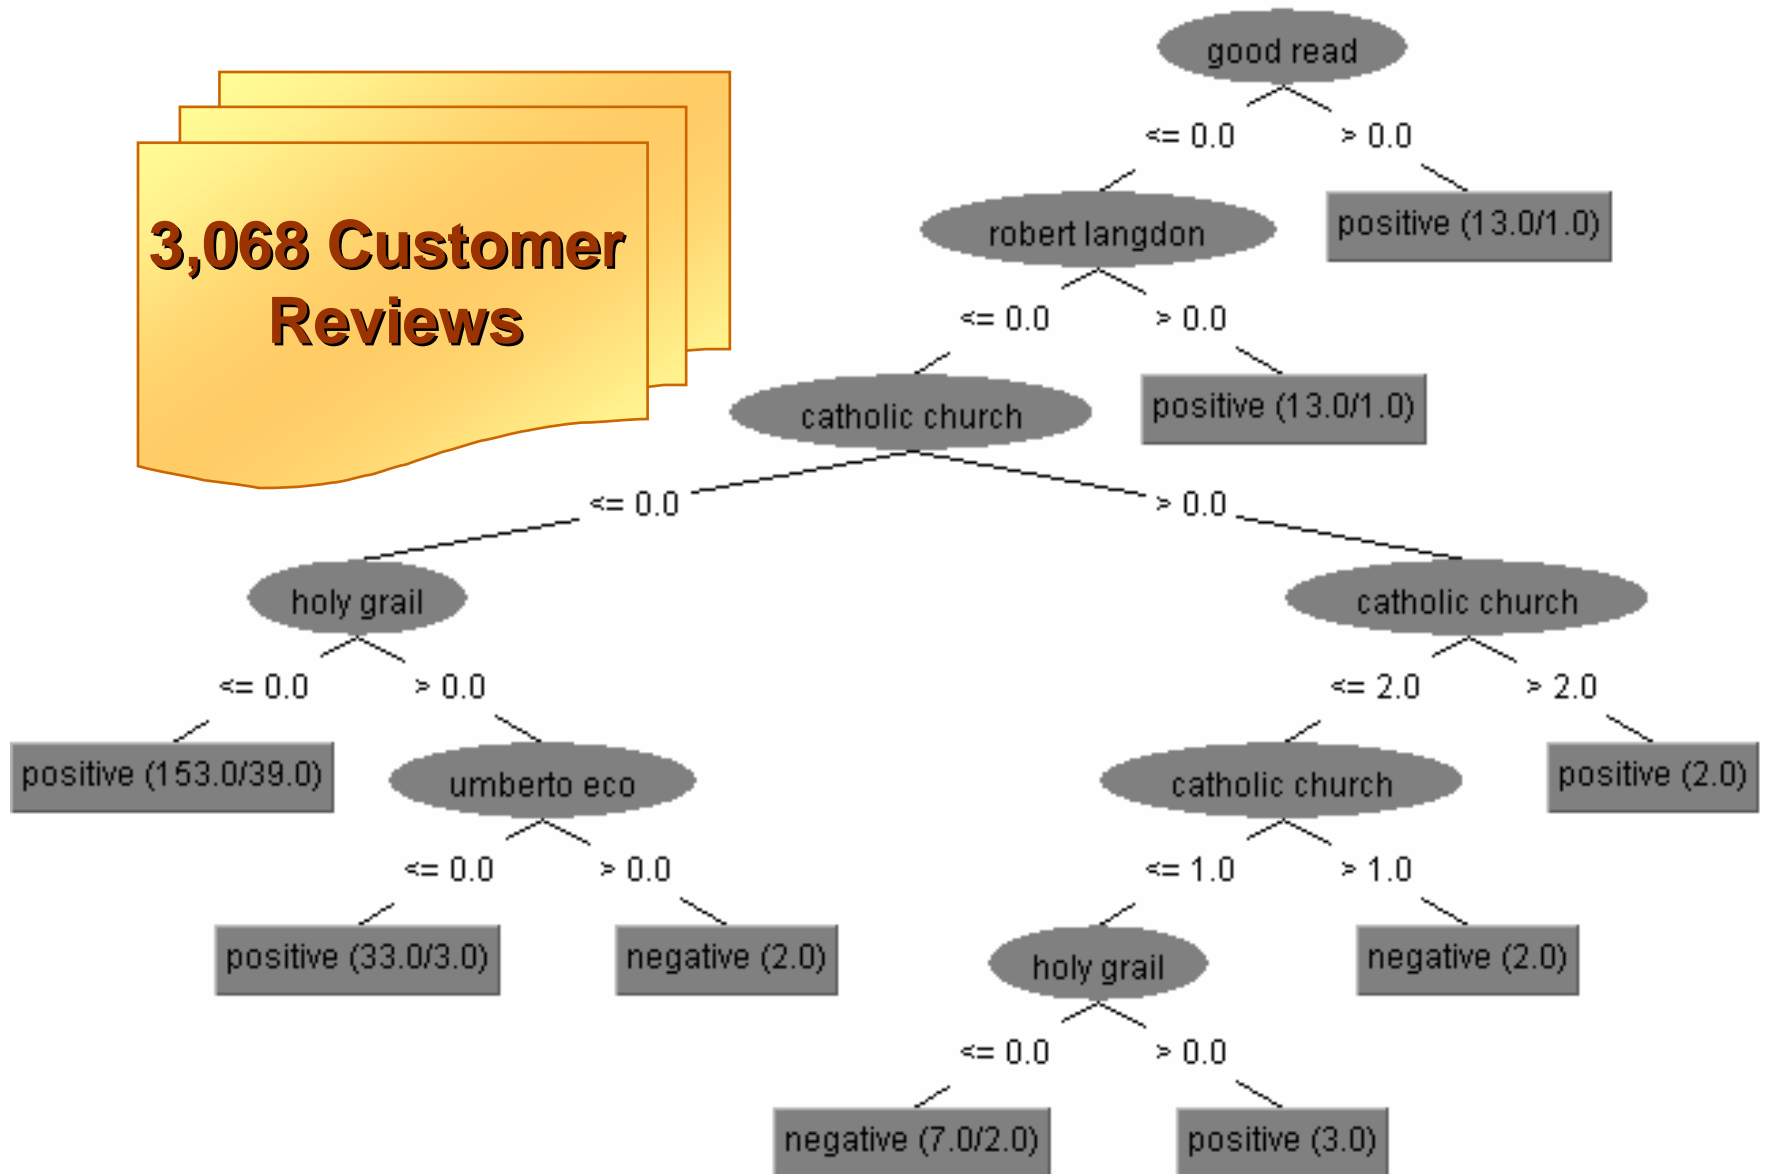 good read
<= 0.0
> 0.0
3,068 Customer
Reviews
robert langdon
positive (13.0/1.0)
<= 0.0
> 0.0
catholic church
positive (13.0/1.0)
<= 0.0
> 0.0
holy grail
catholic church
<= 0.0
> 0.0
<= 2.0
> 2.0
positive (153.0/39.0)
umberto eco
catholic church
positive (2.0)
<= 0.0
> 0.0
<= 1.0
> 1.0
positive (33.0/3.0)
negative (2.0)
holy grail
negative (2.0)
<= 0.0
> 0.0
negative (7.0/2.0)
positive (3.0)